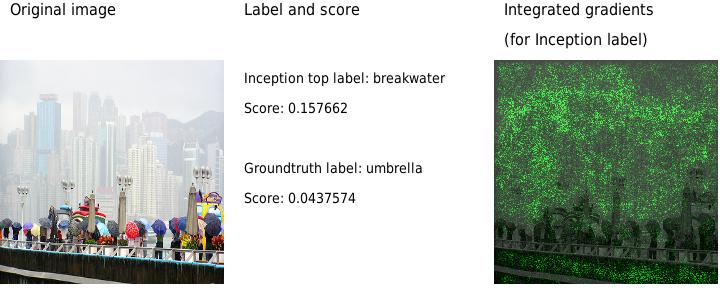 Original image
Label and score
Integrated gradients
(for Inception label)
Inception top label: breakwater
Score: 0.157662
Groundtruth label: umbrella
Score: 0.0437574